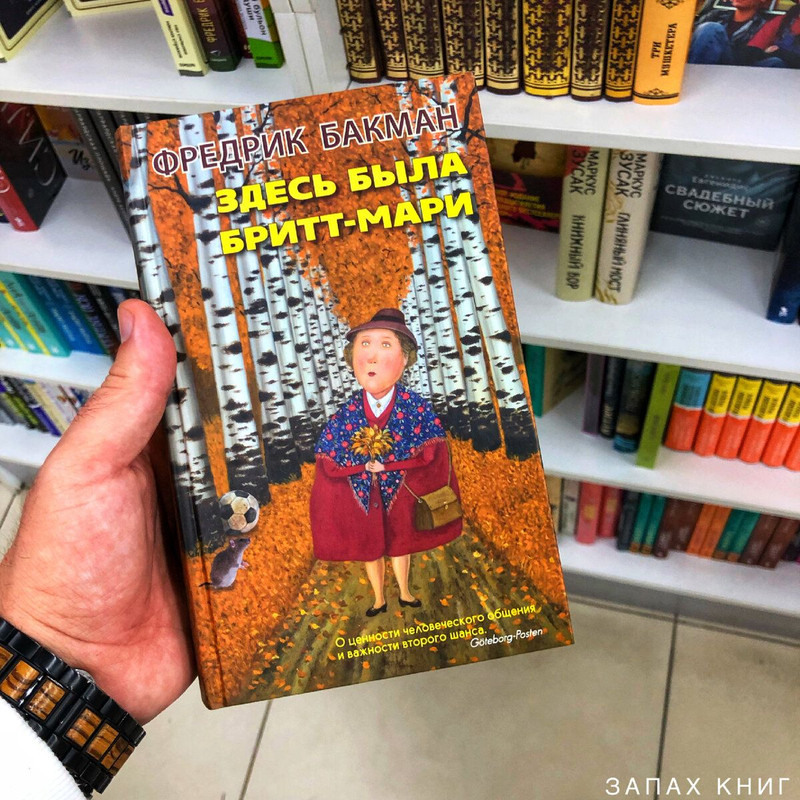 ФРЕДРИК БАКМАН
ЗДЕСЬ БЫЛА
БРИТТ-МАРИ
О ценности человеческого общения
и важности второго шанса.
Göteborg-Posten
ТРИ
МУШКЕТЕРА
МАРКУС
ЗУСАК
КНИЖНЫЙ ВОР
МАРКУС
ЗУСАК
ГЛИНЯНЫЙ МОСТ
Евгенидис
СВАДЕБНЫЙ
СЮЖЕТ
ЗАПАХ КНИГ